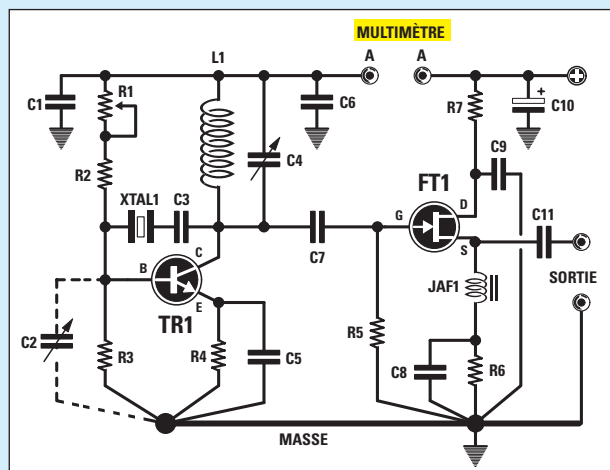 MULTIMÈTRE
L1
A
A
C1
R1
C6
R7
+
C10
R2
C4
C9
XTAL1
C3
FT1
D
C11
G
C
C7
S
B
JAF1
SORTIE
E
TR1
C2
R3
R4
C5
R5
C8
R6
MASSE